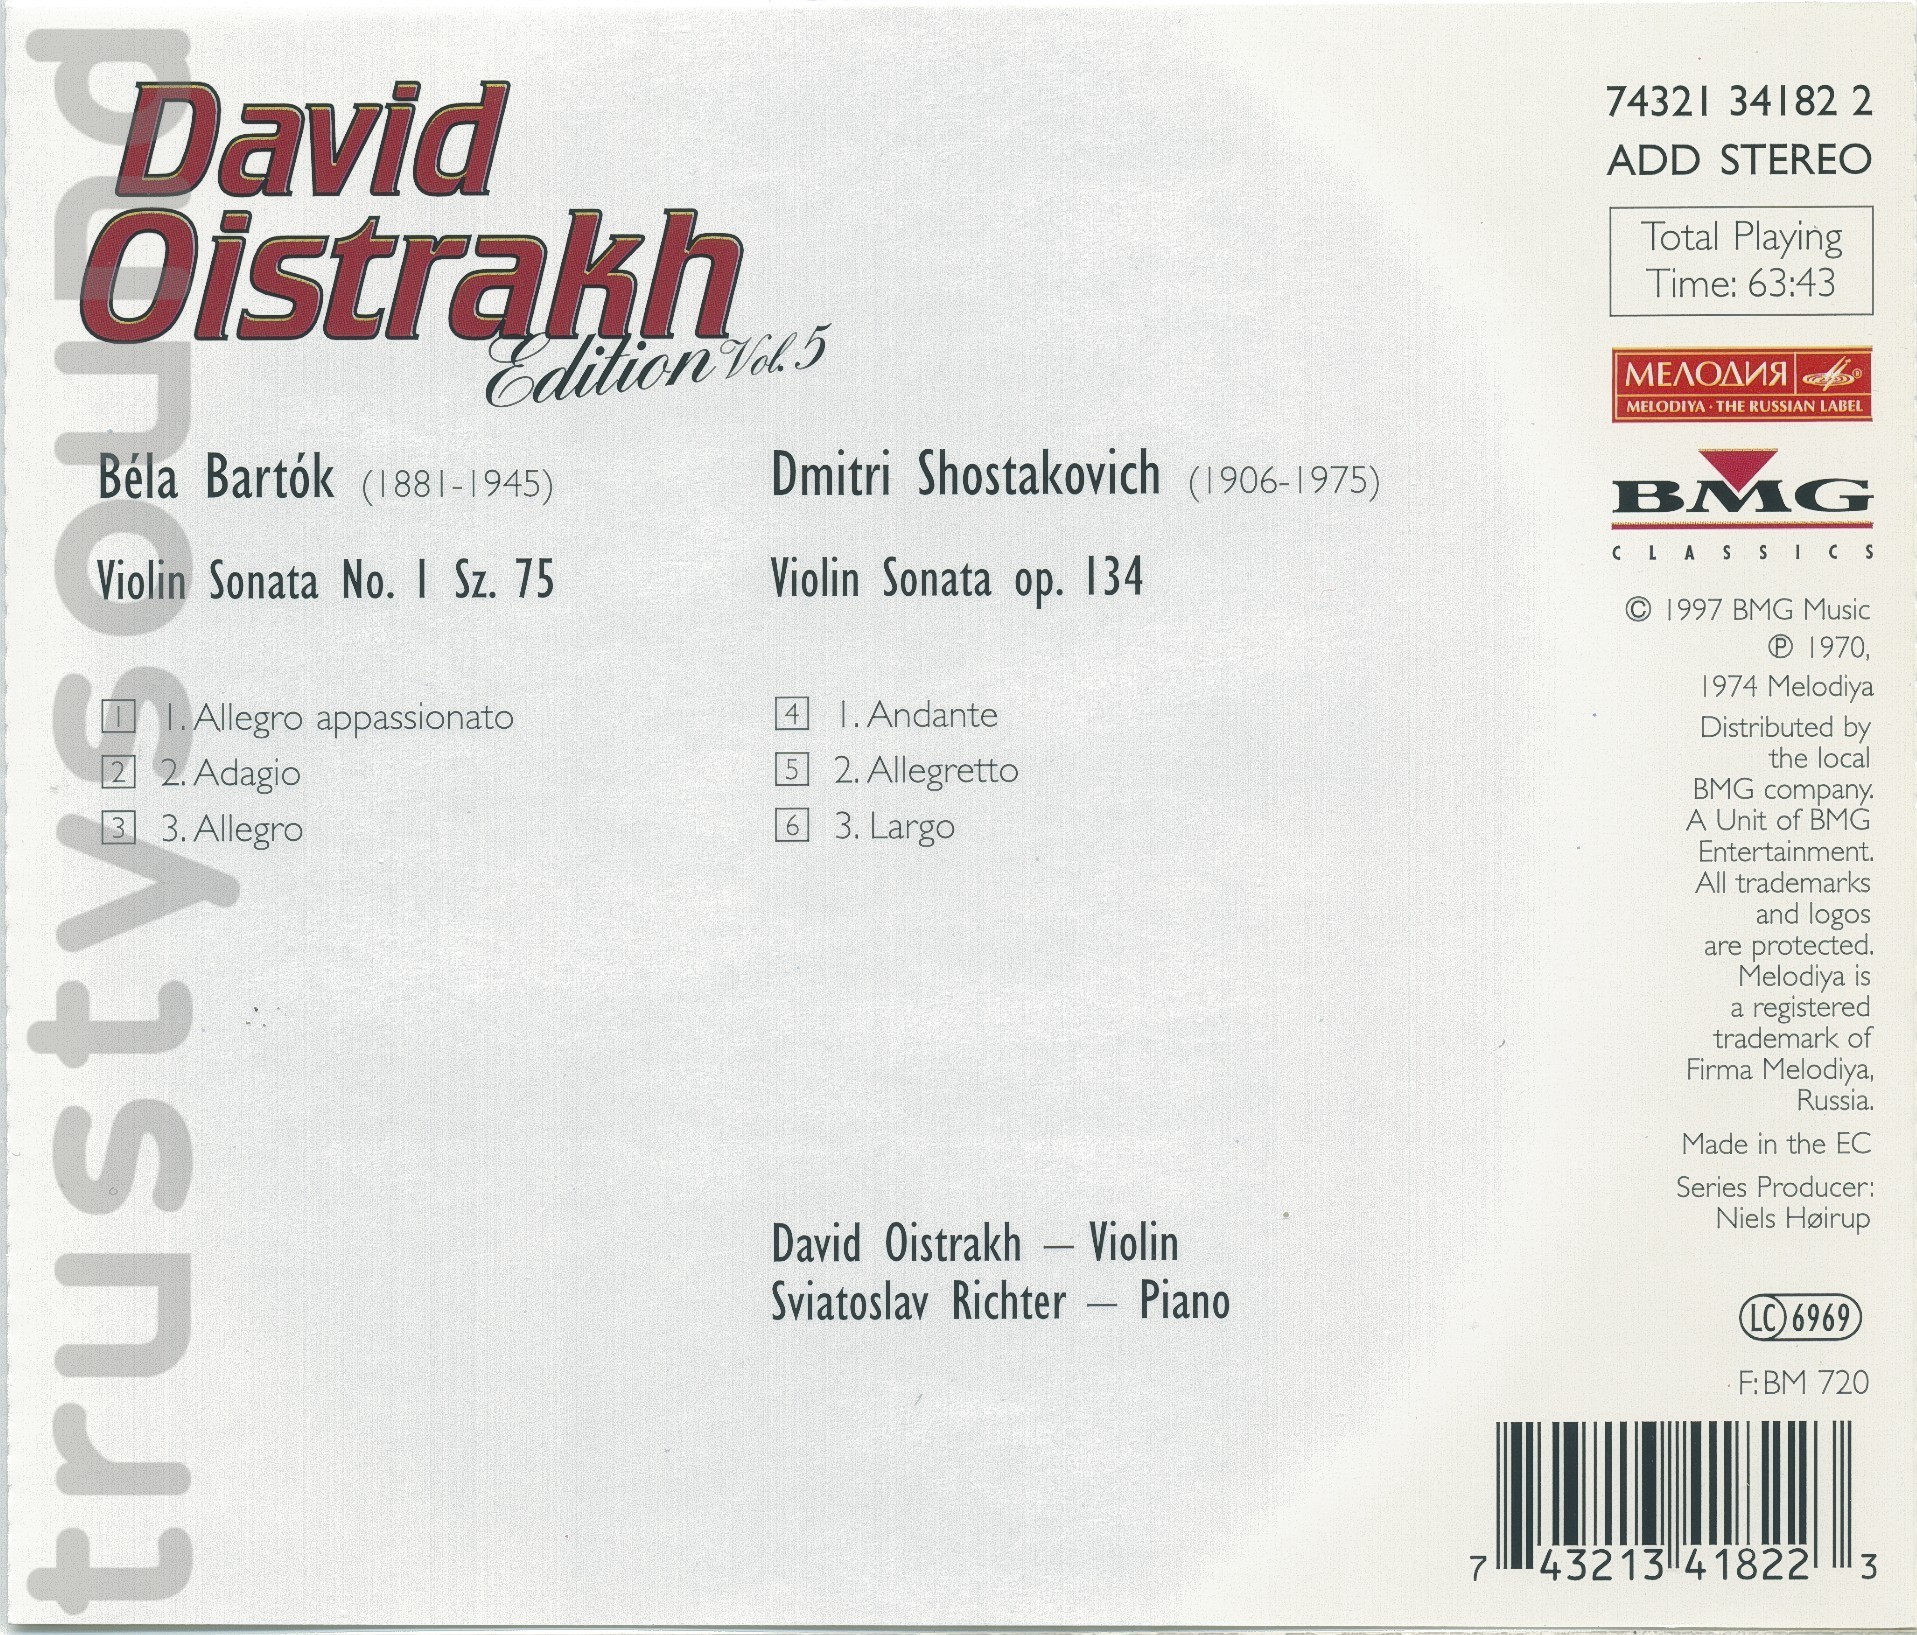 David
Oistrakh
Edition Vol. 5
Béla Bartók (1881-1945)
Violin Sonata No. 1 Sz. 75
1 1. Allegro appassionato
2 2. Adagio
3 3. Allegro
Dmitri Shostakovich (1906-1975)
Violin Sonata op. 134
4 1. Andante
5 2. Allegretto
6 3. Largo
David Oistrakh – Violin
Sviatoslav Richter – Piano
74321 34182 2
ADD STEREO
Total Playing
Time: 63:43
МЕЛОДИЯ ®
MELODIYA · THE RUSSIAN LABEL
BMG
CLASSICS
© 1997 BMG Music
℗ 1970,
1974 Melodiya
Distributed by
the local
BMG company.
A Unit of BMG
Entertainment.
All trademarks
and logos
are protected.
Melodiya is
a registered
trademark of
Firma Melodiya,
Russia.
Made in the EC
Series Producer:
Niels Høirup
LC 6969
F: BM 720
7 43213 41822 3
trustysound